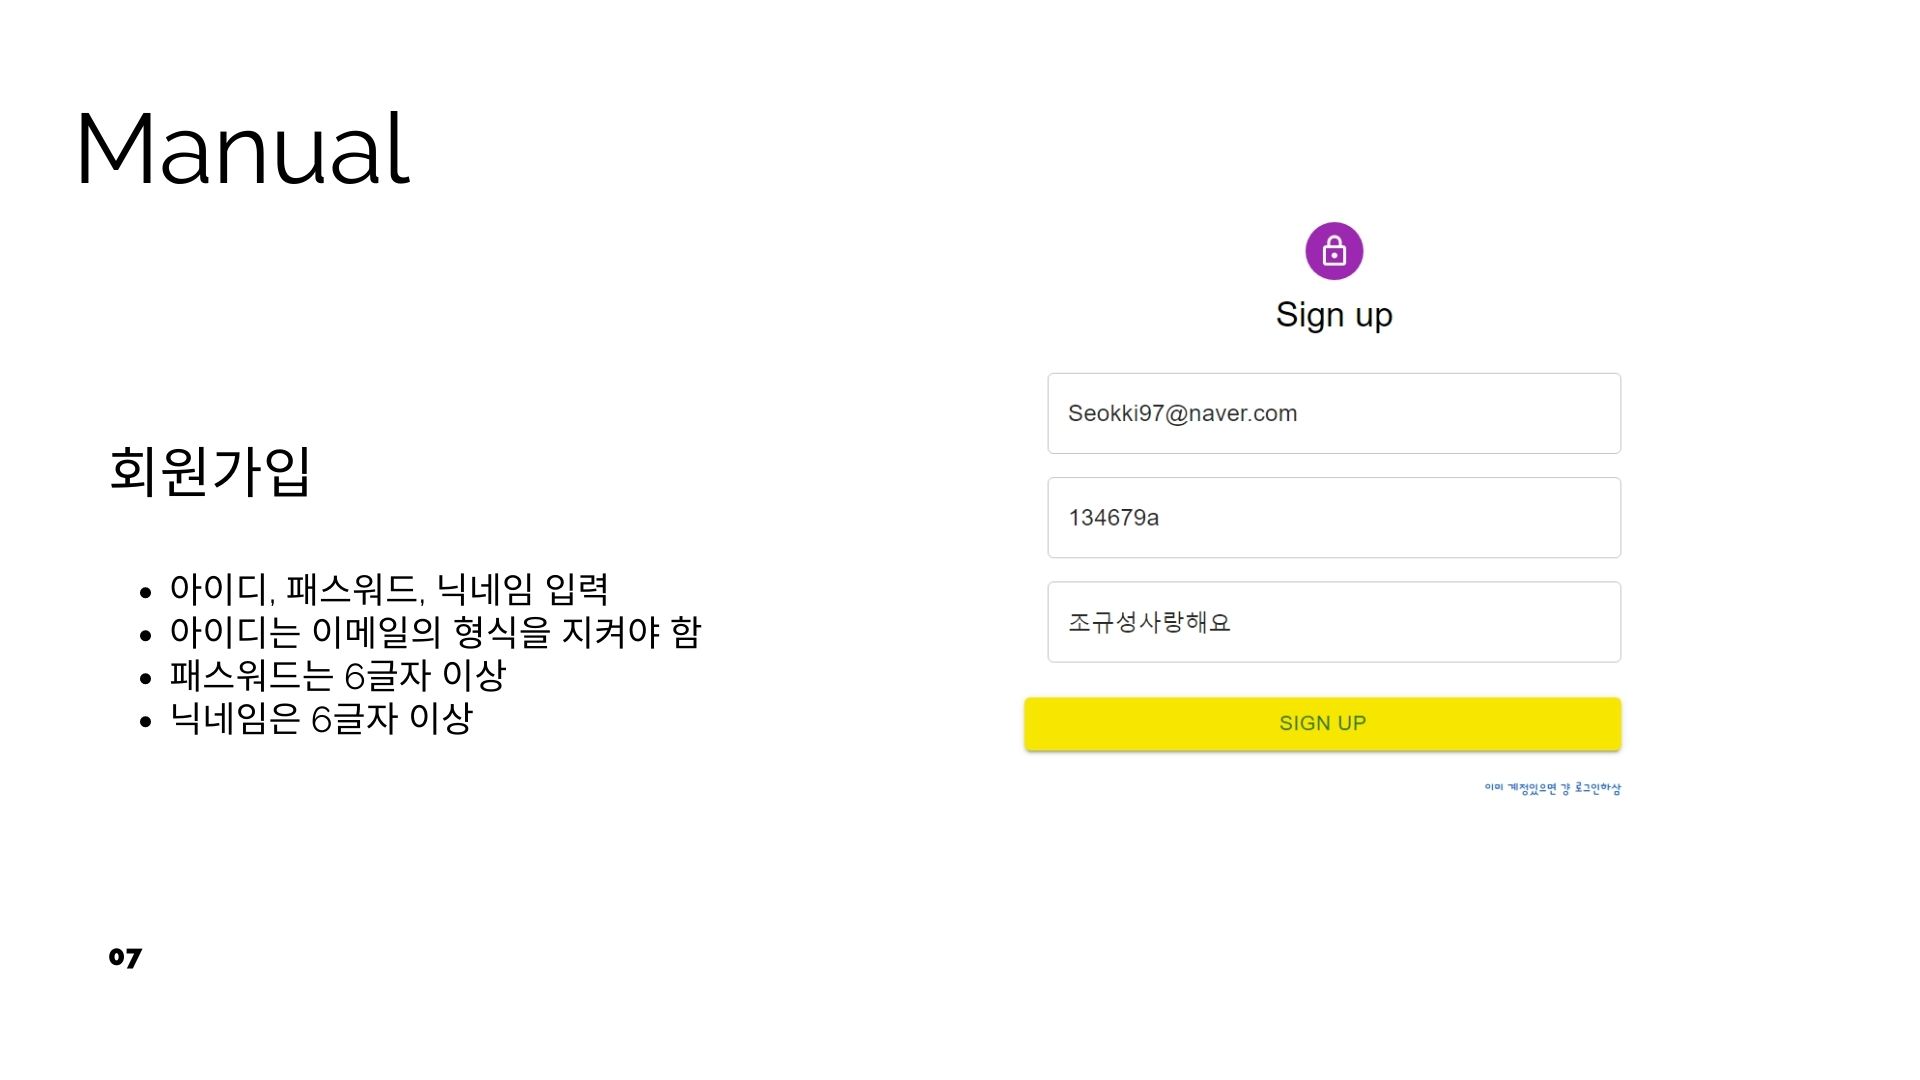 Manual
회원가입
아이디, 패스워드, 닉네임 입력
아이디는 이메일의 형식을 지켜야 함
패스워드는 6글자 이상
닉네임은 6글자 이상
07
Sign up
Seokki97@naver.com
134679a
조규성사랑해요
SIGN UP
이미 계정있으면 걍 로그인하삼